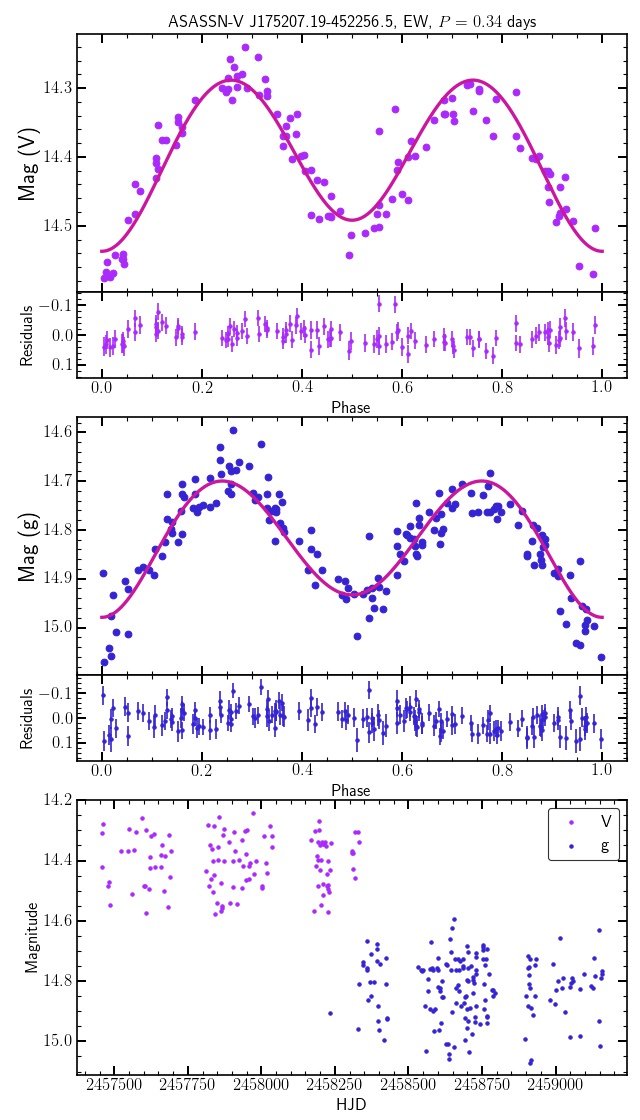 ASASSN-V J175207.19-452256.5, EW, P = 0.34 days
14.3
14.4
14.5
Mag (V)
−0.1
0.0
0.1
Residuals
0.0 0.2 0.4 0.6 0.8 1.0
Phase
14.6
14.7
14.8
14.9
15.0
Mag (g)
−0.1
0.0
0.1
Residuals
0.0 0.2 0.4 0.6 0.8 1.0
Phase
14.2
14.4
14.6
14.8
15.0
Magnitude
V
g
2457500 2457750 2458000 2458250 2458500 2458750 2459000
HJD